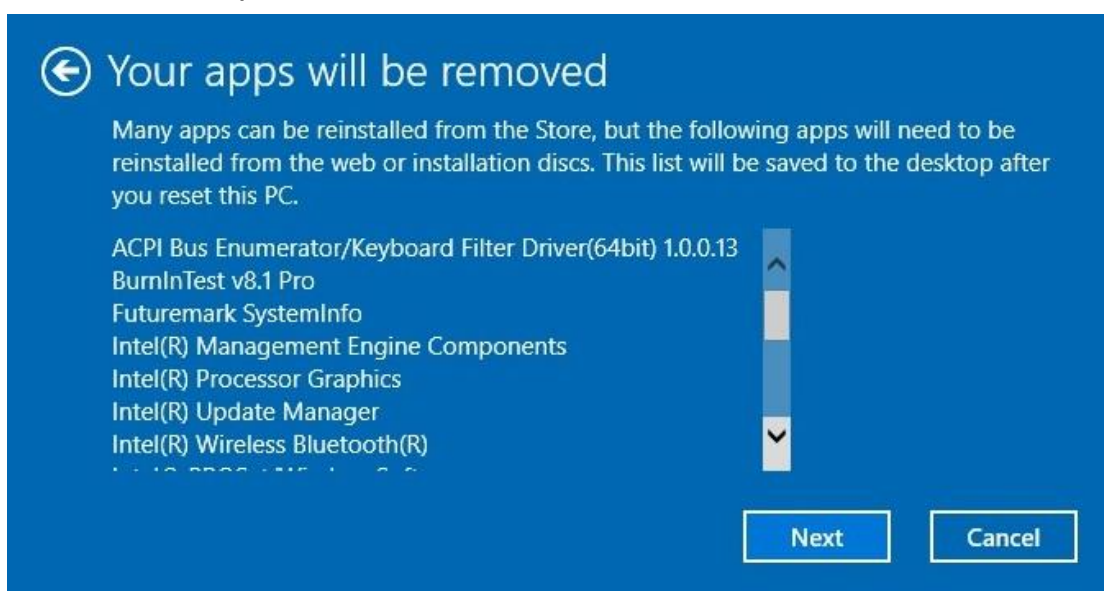 Your apps will be removed
Many apps can be reinstalled from the Store, but the following apps will need to be
reinstalled from the web or installation discs. This list will be saved to the desktop after
you reset this PC.
ACPI Bus Enumerator/Keyboard Filter Driver(64bit) 1.0.0.13
BurnInTest v8.1 Pro
Futuremark SystemInfo
Intel(R) Management Engine Components
Intel(R) Processor Graphics
Intel(R) Update Manager
Intel(R) Wireless Bluetooth(R)
Next
Cancel